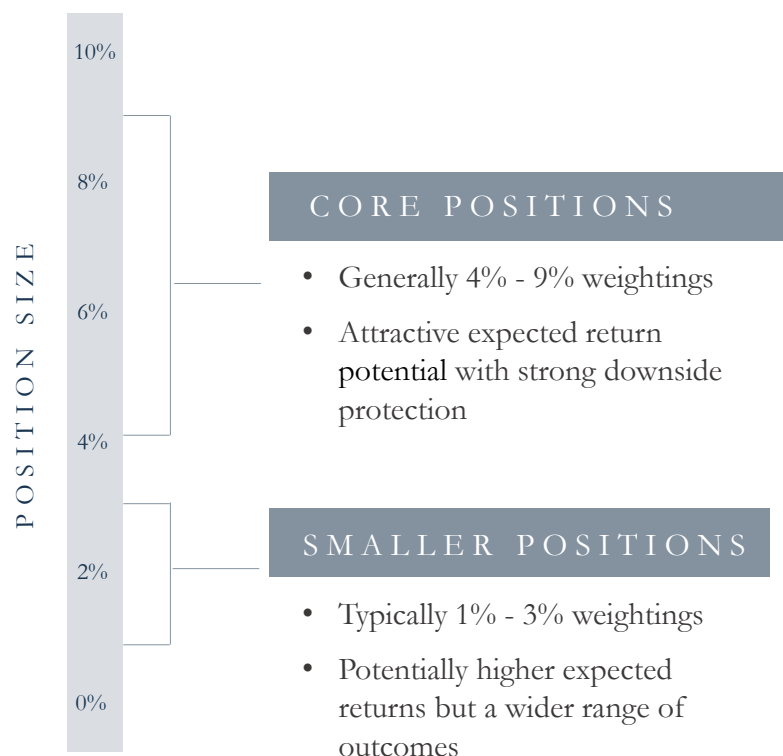 POSITION SIZE
10%
8%
6%
4%
2%
0%
CORE POSITIONS
• Generally 4% - 9% weightings
• Attractive expected return
potential with strong downside
protection
SMALLER POSITIONS
• Typically 1% - 3% weightings
• Potentially higher expected
returns but a wider range of
outcomes